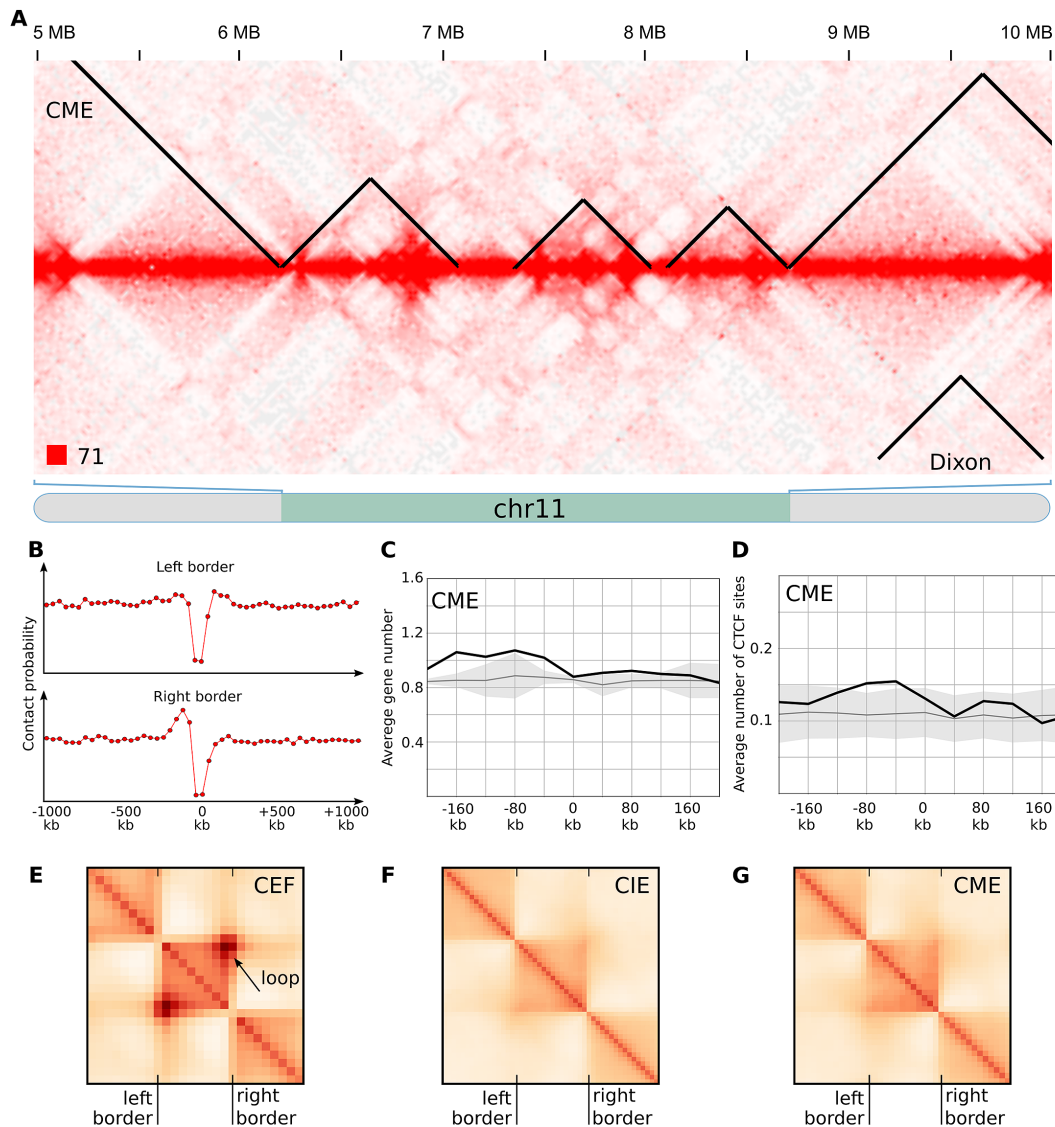 A
5 MB 6 MB 7 MB 8 MB 9 MB 10 MB
CME
71
Dixon
chr11
B
Left border
Contact probability
Right border
-1000 kb -500 kb 0 kb +500 kb +1000 kb
C
CME
Averege gene number
1.6
1.2
0.8
0.4
-160 kb -80 kb 0 kb 80 kb 160 kb
D
CME
Average number of CTCF sites
0.2
0.1
-160 kb -80 kb 0 kb 80 kb 160 kb
E
CEF
loop
left border
right border
F
CIE
left border
right border
G
CME
left border
right border